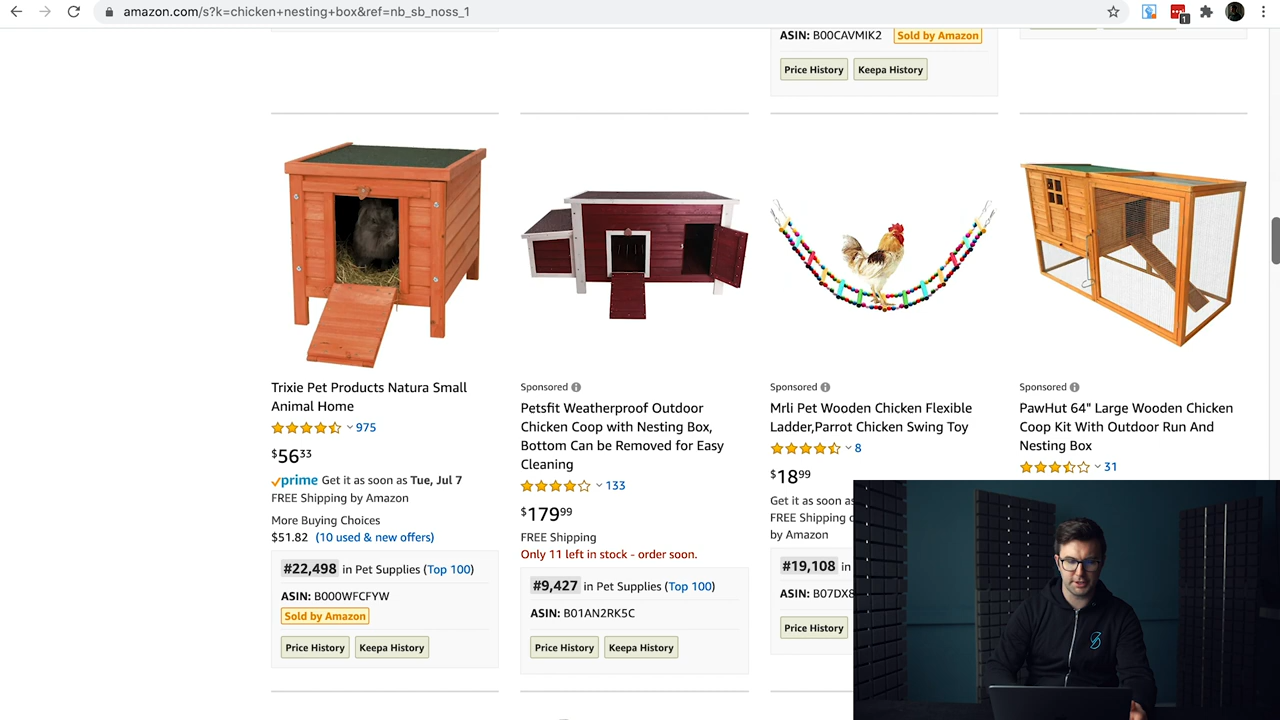 amazon.com/s?k=chicken+nesting+box&ref=nb_sb_noss_1
1
ASIN: B00CAVMIK2 Sold by Amazon
Price History Keepa History
Trixie Pet Products Natura Small
Animal Home
975
$56 33
prime Get it as soon as Tue, Jul 7
FREE Shipping by Amazon
More Buying Choices
$51.82 (10 used & new offers)
#22,498 in Pet Supplies (Top 100)
ASIN: B000WFCFYW
Sold by Amazon
Price History Keepa History
Sponsored
Petsfit Weatherproof Outdoor
Chicken Coop with Nesting Box,
Bottom Can be Removed for Easy
Cleaning
133
$179 99
FREE Shipping
Only 11 left in stock - order soon.
#9,427 in Pet Supplies (Top 100)
ASIN: B01AN2RK5C
Price History Keepa History
Sponsored
Mrli Pet Wooden Chicken Flexible
Ladder,Parrot Chicken Swing Toy
8
$18 99
Get it as soon as
FREE Shipping
by Amazon
#19,108 in
ASIN: B07DX8
Price History
Sponsored
PawHut 64" Large Wooden Chicken
Coop Kit With Outdoor Run And
Nesting Box
31